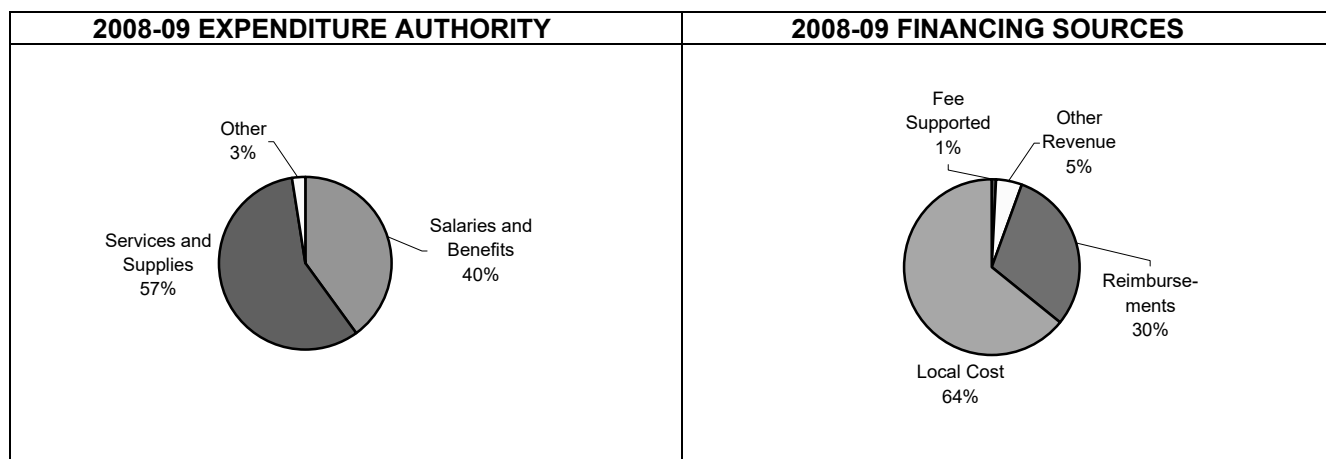 2008-09 EXPENDITURE AUTHORITY
2008-09 FINANCING SOURCES
Other
3%
Services and
Supplies
57%
Salaries and
Benefits
40%
Fee
Supported
1%
Other
Revenue
5%
Reimburse-
ments
30%
Local Cost
64%